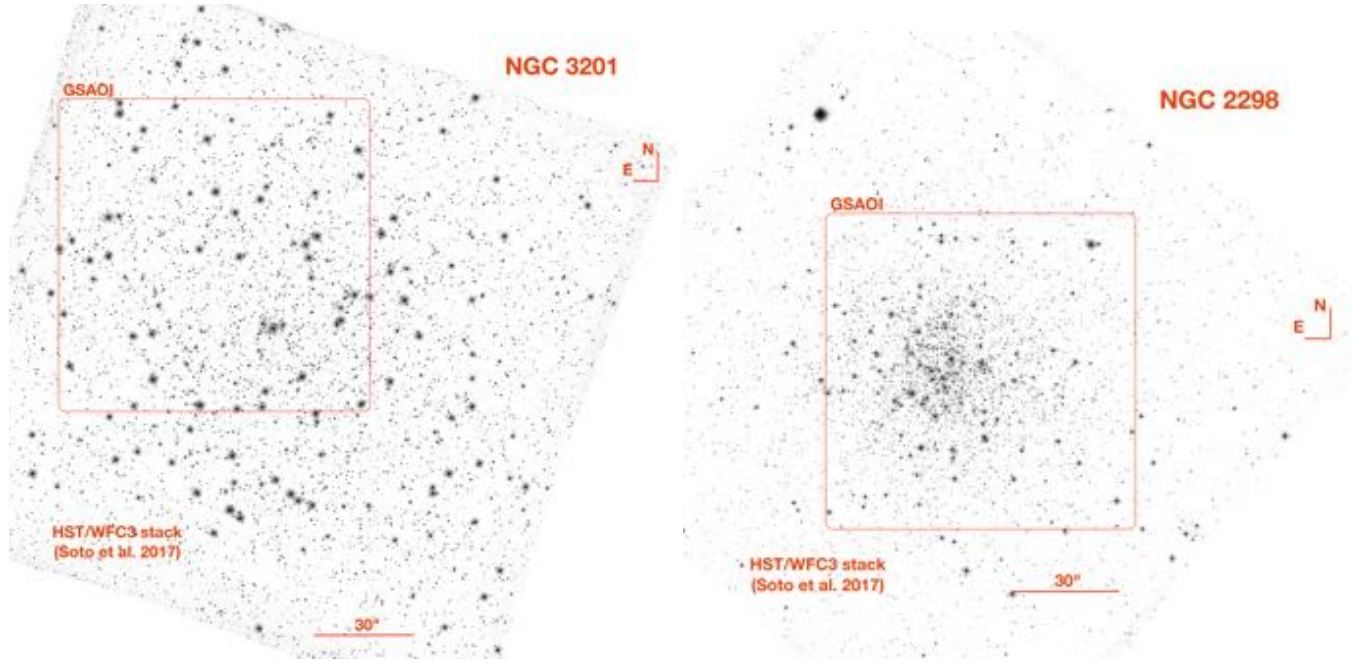 NGC 3201
GSAOI
N
E
HST/WFC3 stack
(Soto et al. 2017)
30"
NGC 2298
GSAOI
N
E
HST/WFC3 stack
(Soto et al. 2017)
30"